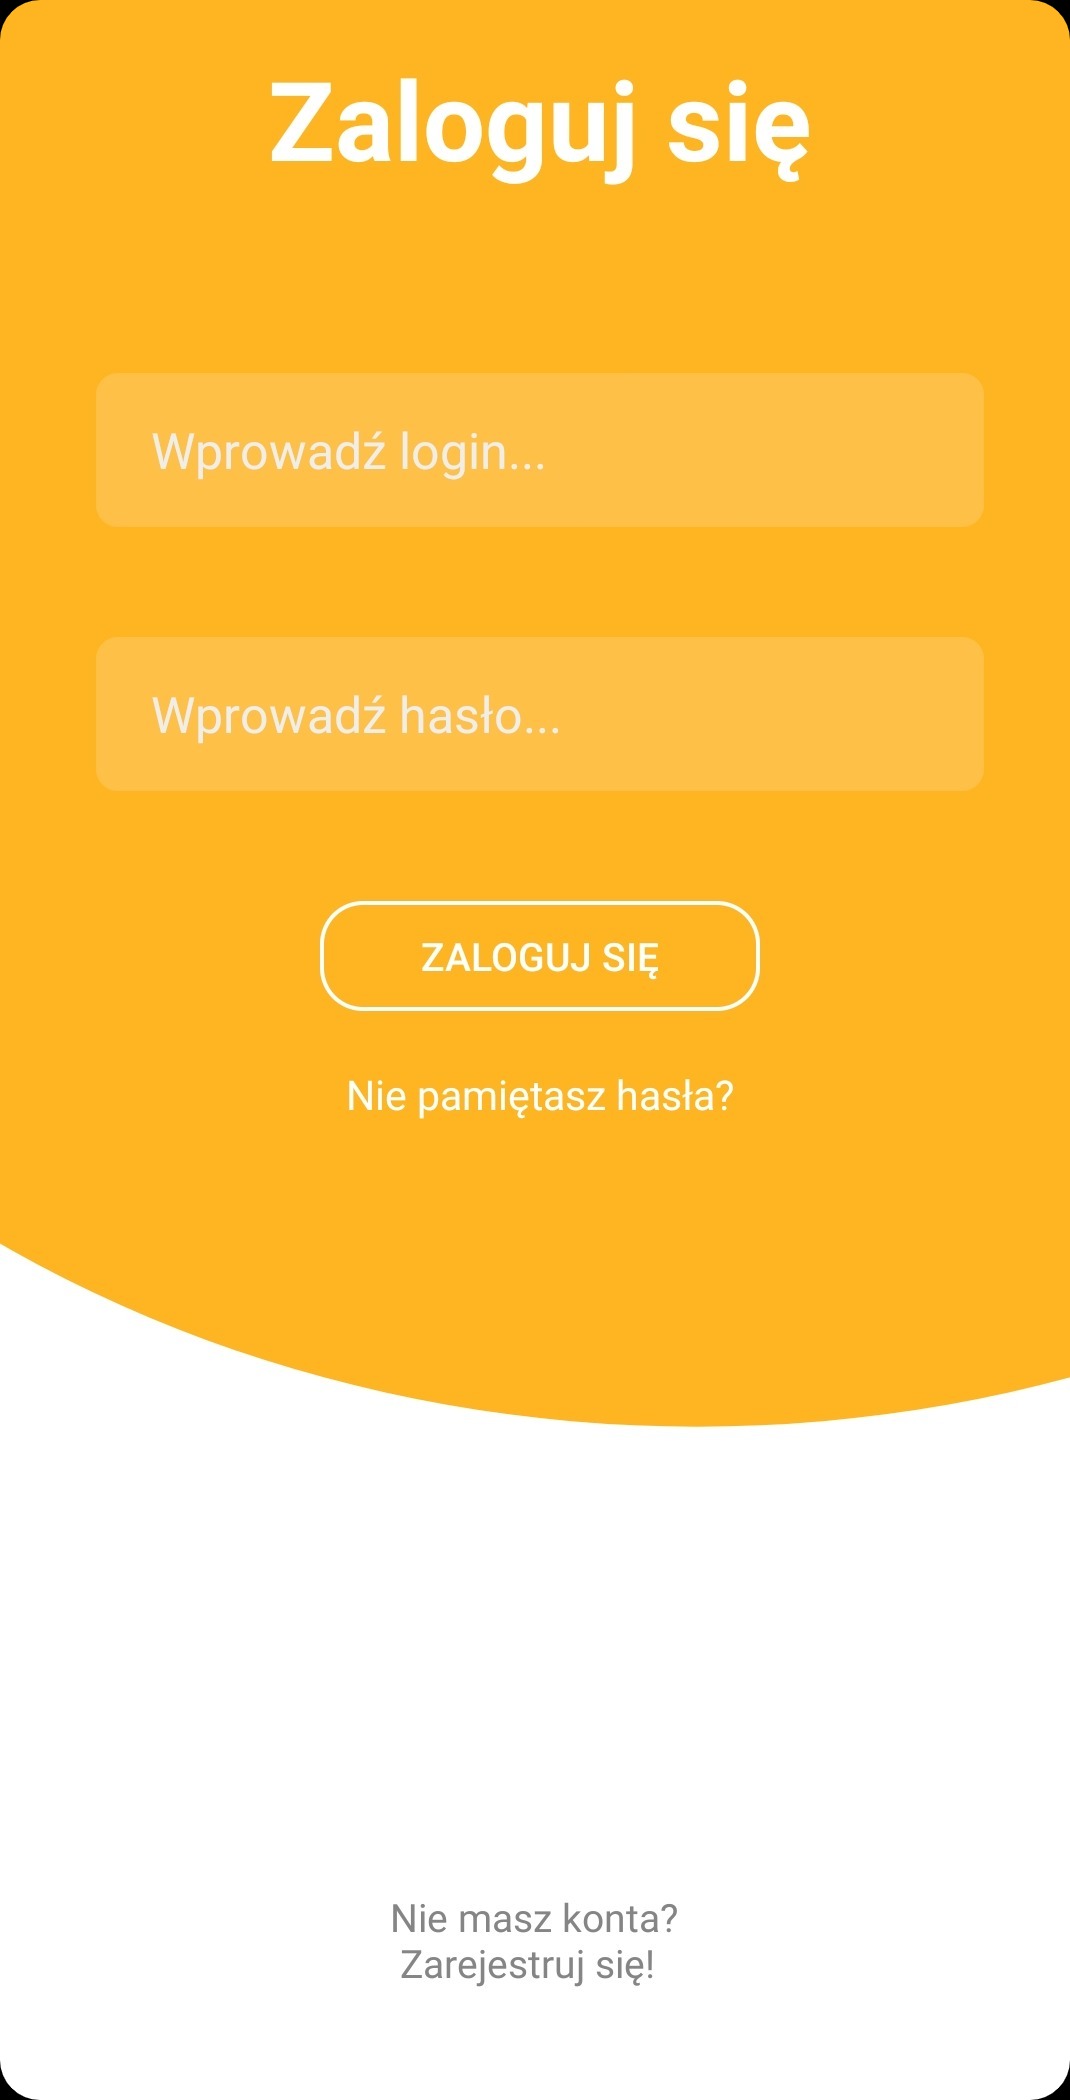 Zaloguj się
Wprowadź login...
Wprowadź hasło...
ZALOGUJ SIĘ
Nie pamiętasz hasła?
Nie masz konta?
Zarejestruj się!